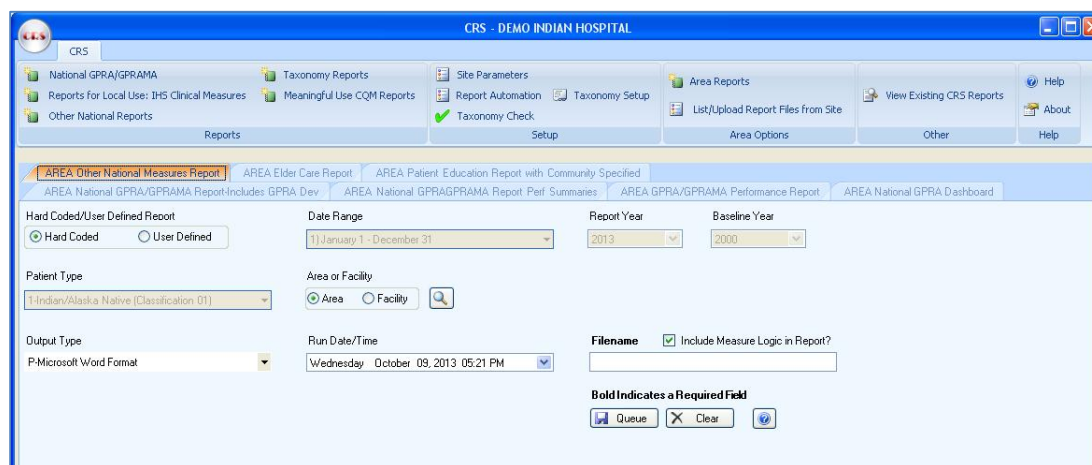 CRS - DEMO INDIAN HOSPITAL
CRS
CRS
National GPRA/GPRAMA
Reports for Local Use: IHS Clinical Measures
Other National Reports
Taxonomy Reports
Meaningful Use CQM Reports
Reports
Site Parameters
Report Automation
Taxonomy Setup
Taxonomy Check
Setup
Area Reports
List/Upload Report Files from Site
Area Options
View Existing CRS Reports
Other
Help
About
Help
AREA Other National Measures Report
AREA Elder Care Report
AREA Patient Education Report with Community Specified
AREA National GPRA/GPRAMA Report-Includes GPRA Dev
AREA National GPRAGPRAMA Report Perf Summaries
AREA GPRA/GPRAMA Performance Report
AREA National GPRA Dashboard
Hard Coded/User Defined Report
Hard Coded
User Defined
Date Range
1) January 1 - December 31
Report Year
2013
Baseline Year
2000
Patient Type
1-Indian/Alaska Native (Classification 01)
Area or Facility
Area
Facility
Output Type
P-Microsoft Word Format
Run Date/Time
Wednesday October 09, 2013 05:21 PM
Filename
Include Measure Logic in Report?
Bold Indicates a Required Field
Queue
Clear